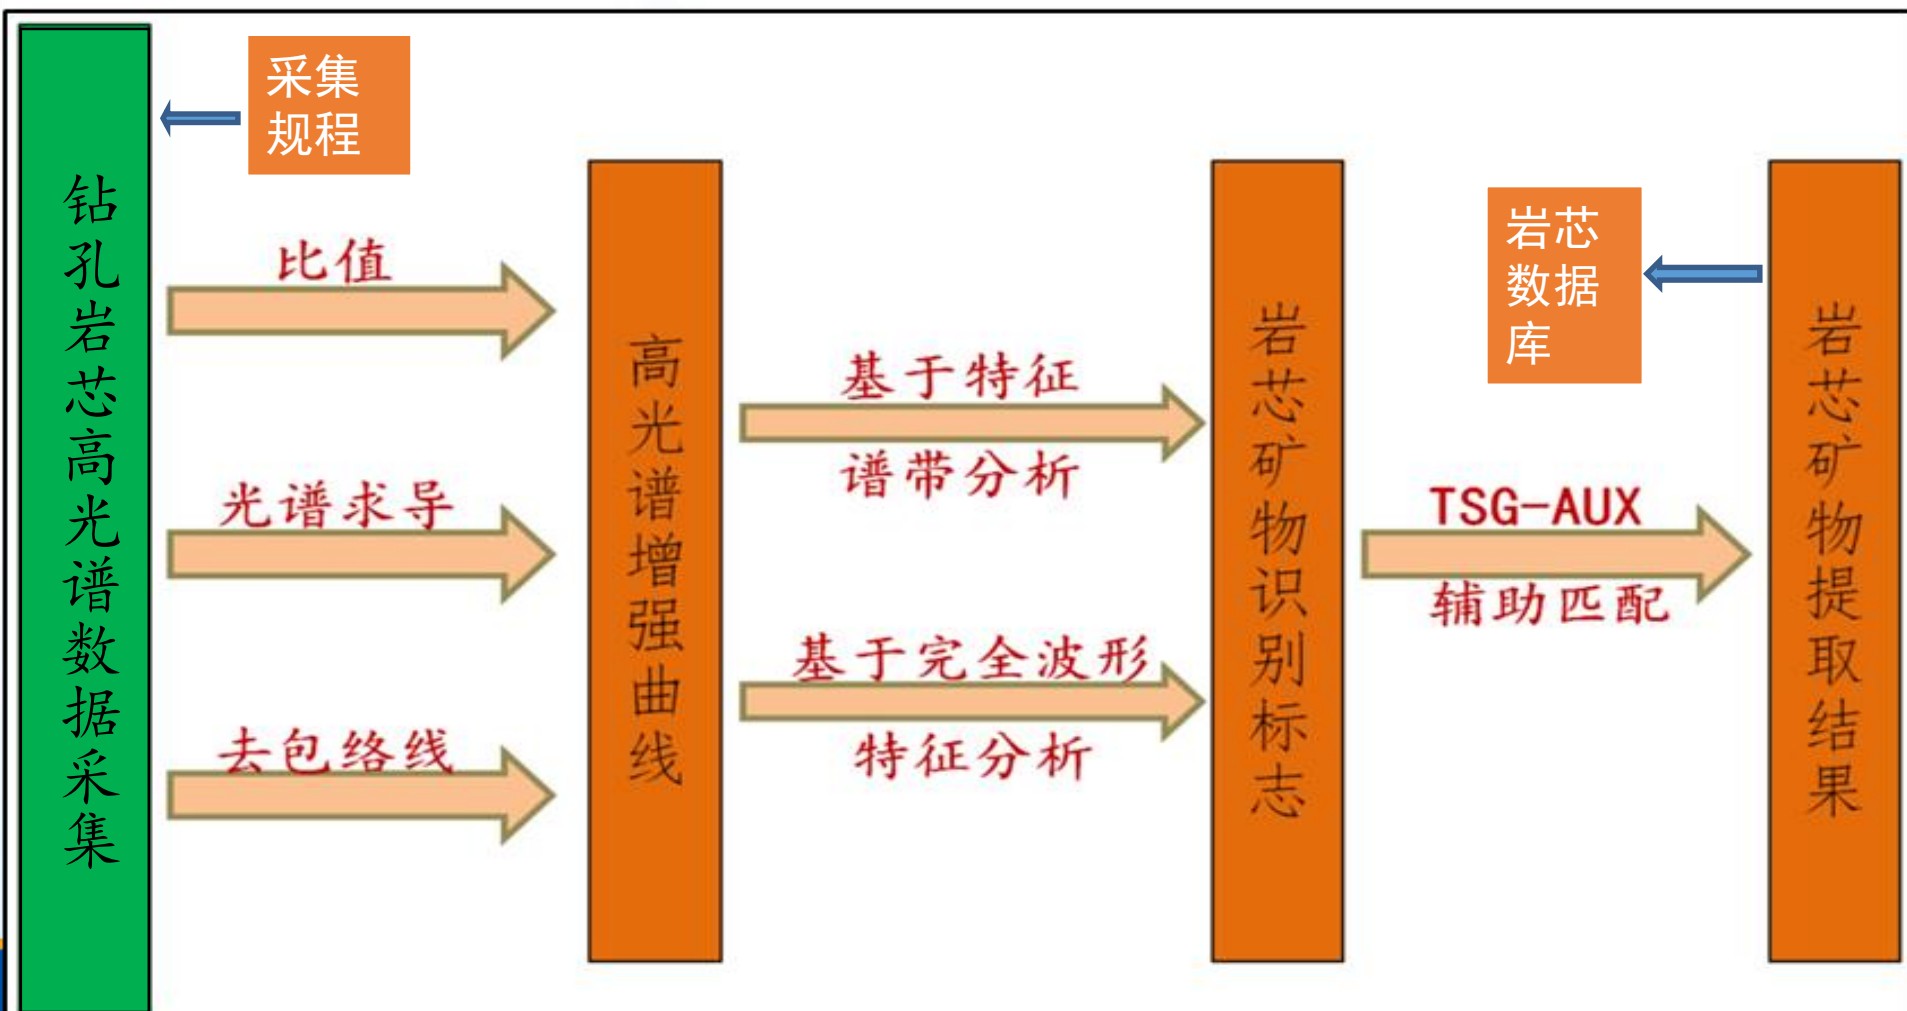 钻孔岩芯高光谱数据采集
采集
规程
比值
光谱求导
去包络线
高光谱增强曲线
基于特征
谱带分析
基于完全波形
特征分析
岩芯矿物识别标志
TSG-AUX
辅助匹配
岩芯
数据
库
岩芯矿物提取结果